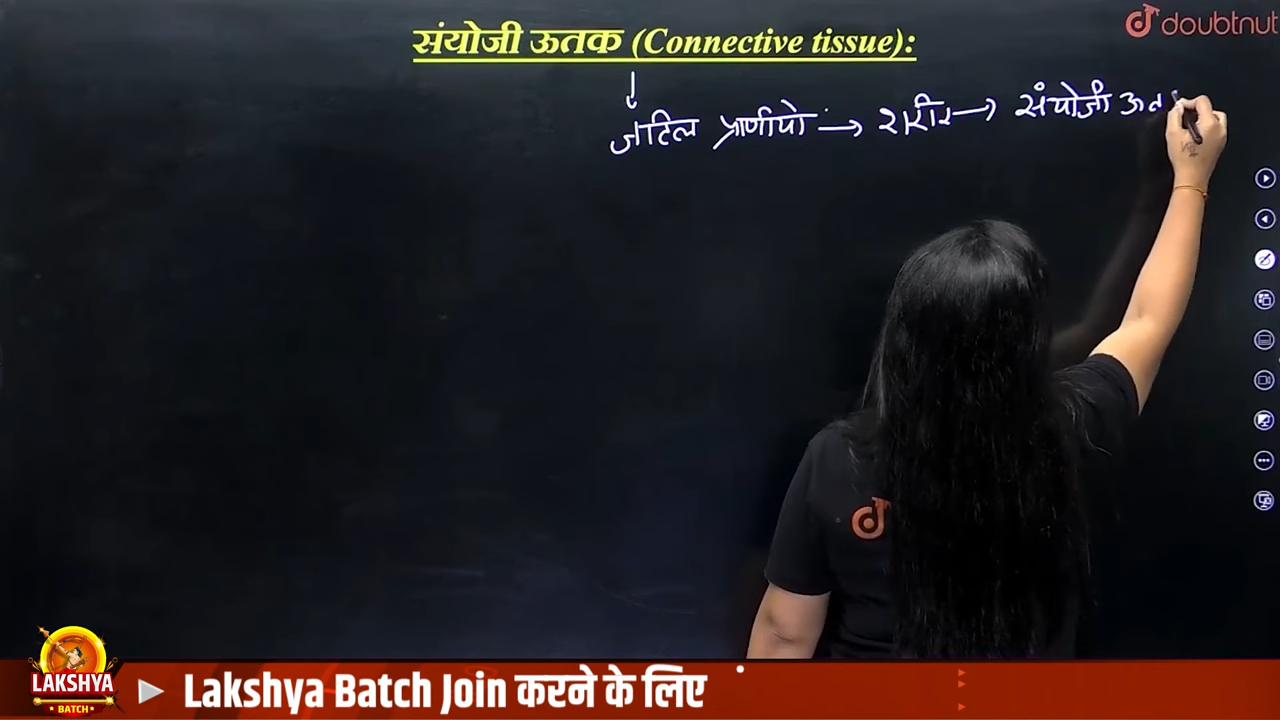 संयोजी ऊतक (Connective tissue):
doubtnut
↓
जटिल प्राणीयो → शरीर → संयोजी ऊत
LAKSHYA
BATCH
Lakshya Batch Join करने के लिए